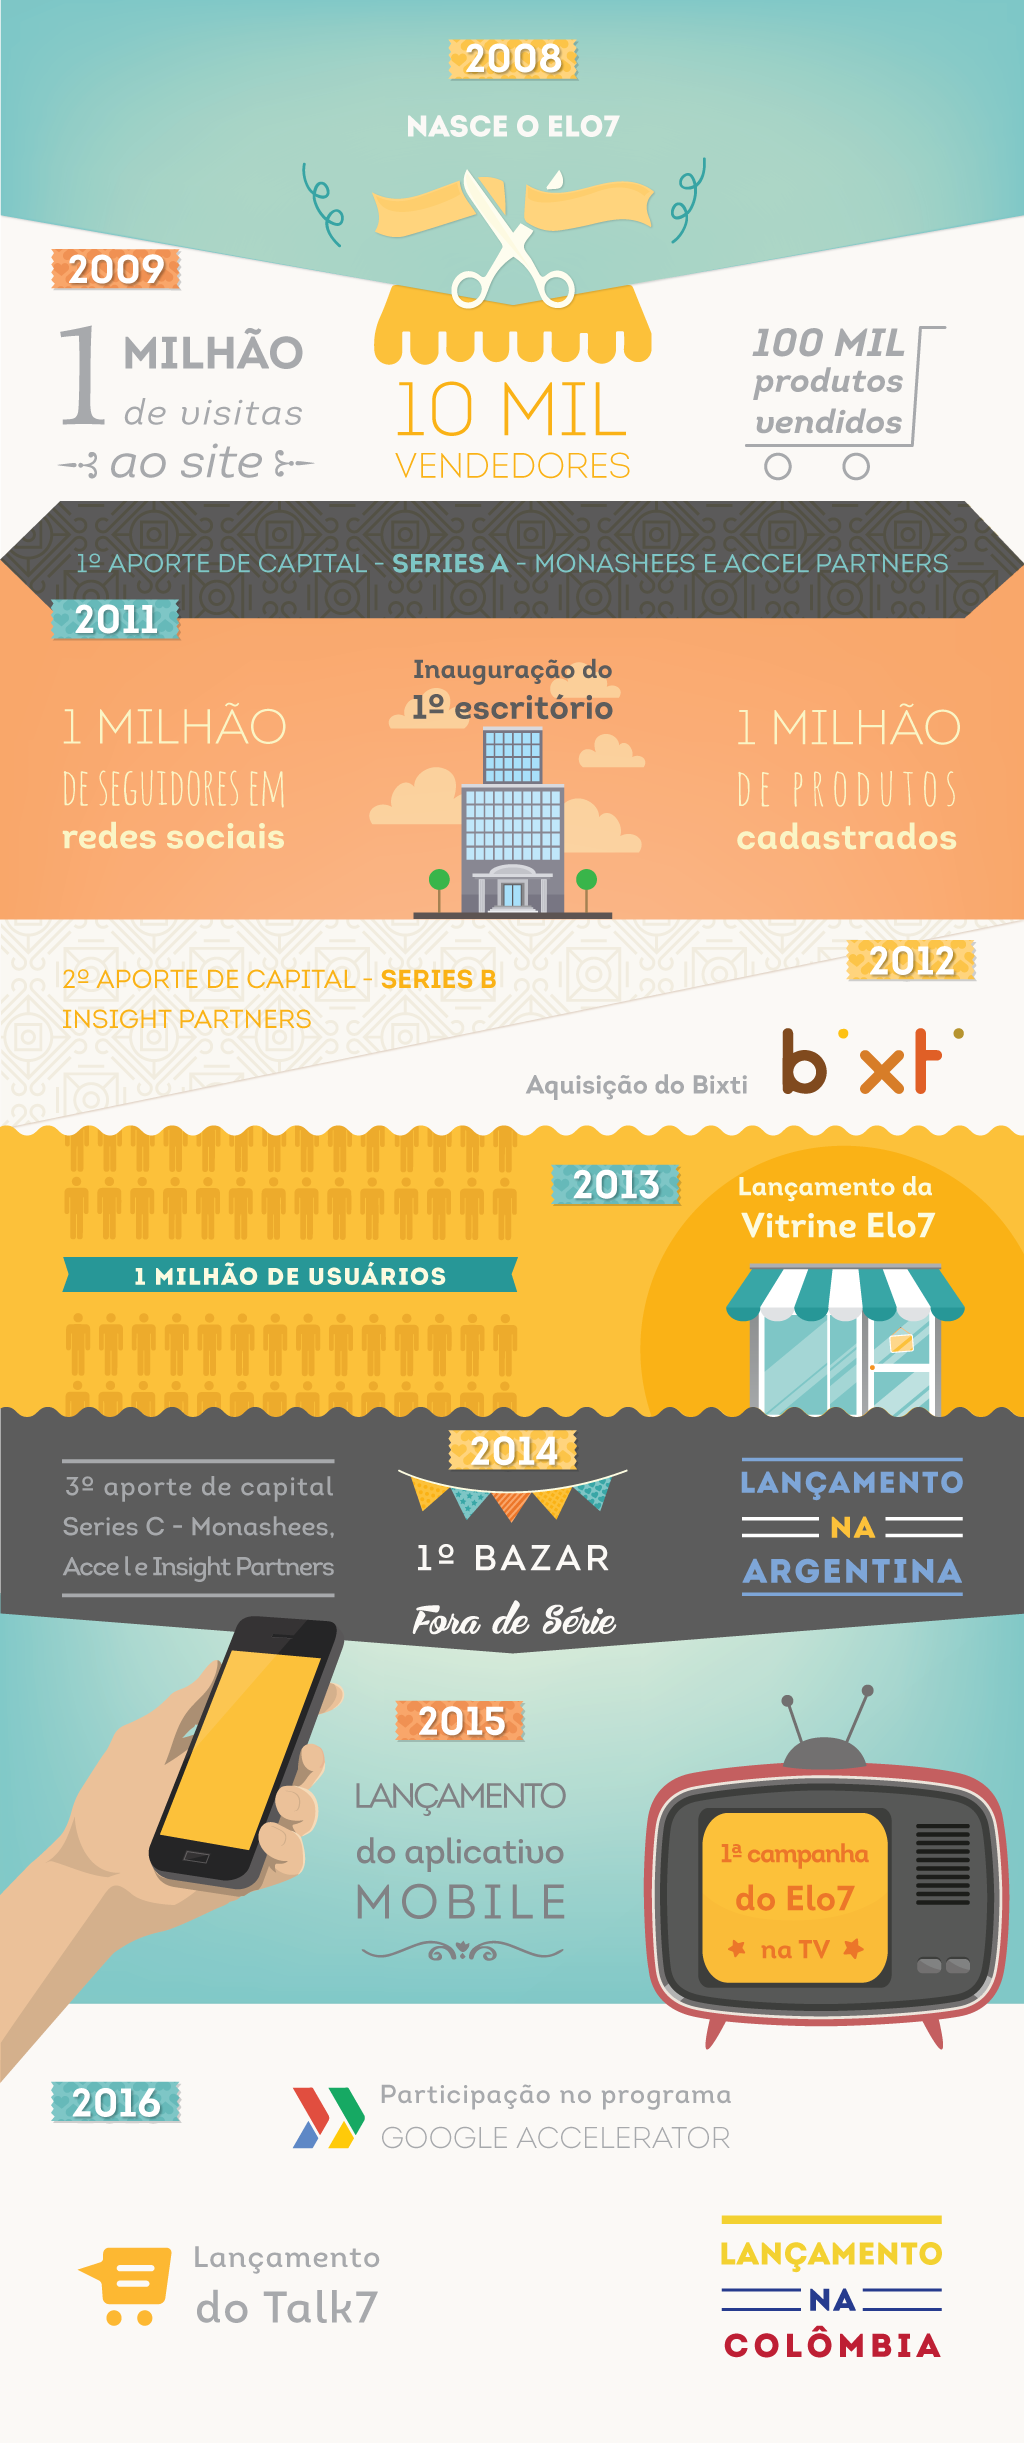 2008
NASCE O ELO7
2009
1 MILHÃO
de visitas
ao site
10 MIL
VENDEDORES
100 MIL
produtos
vendidos
1º APORTE DE CAPITAL - SERIES A - MONASHEES E ACCEL PARTNERS
2011
1 MILHÃO
DE SEGUIDORES EM
redes sociais
Inauguração do
1º escritório
1 MILHÃO
DE PRODUTOS
cadastrados
2º APORTE DE CAPITAL - SERIES B
INSIGHT PARTNERS
2012
Aquisição do Bixti
bixti
1 MILHÃO DE USUÁRIOS
2013
Lançamento da
Vitrine Elo7
2014
3º aporte de capital
Series C - Monashees,
Accel e Insight Partners
1º BAZAR
Fora de Série
LANÇAMENTO
NA
ARGENTINA
2015
LANÇAMENTO
do aplicativo
MOBILE
1ª campanha
do Elo7
na TV
2016
Participação no programa
GOOGLE ACCELERATOR
Lançamento
do Talk7
LANÇAMENTO
NA
COLÔMBIA